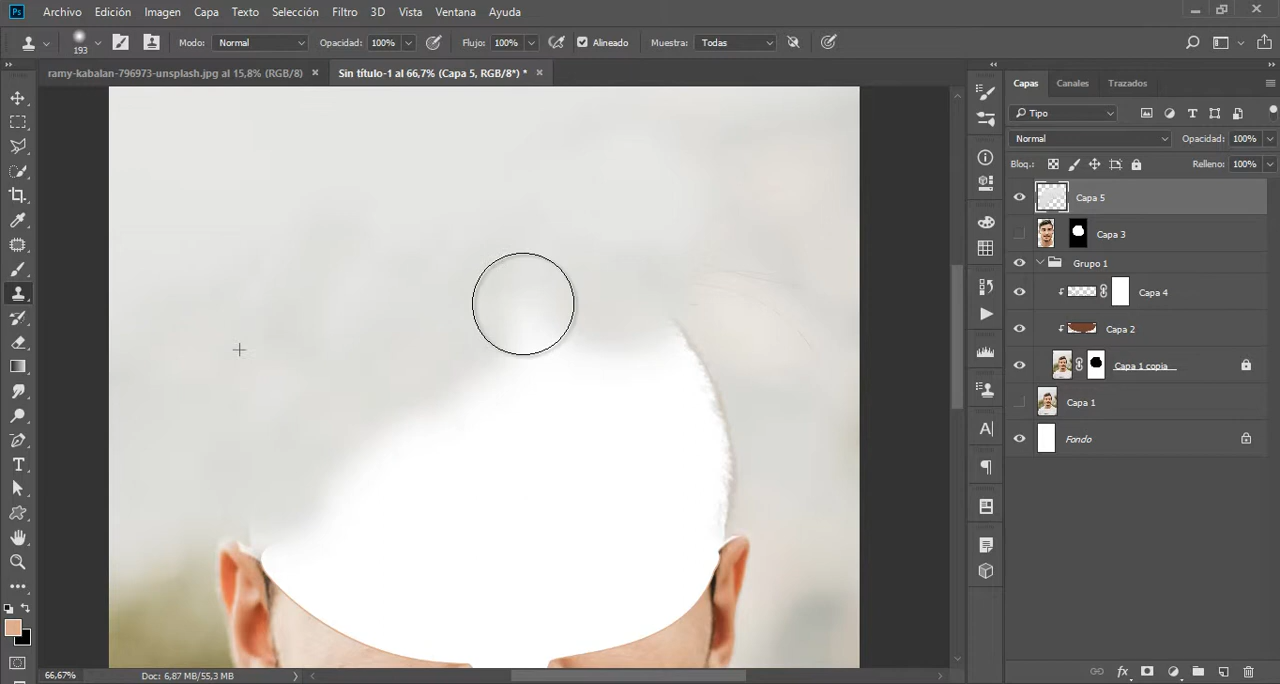 Ps Archivo Edición Imagen Capa Texto Selección Filtro 3D Vista Ventana Ayuda
193 Modo: Normal Opacidad: 100% Flujo: 100% Alineado Muestra: Todas
ramy-kabalan-796973-unsplash.jpg al 15,8% (RGB/8) × Sin título-1 al 66,7% (Capa 5, RGB/8*) * ×
Capas Canales Trazados
Tipo
Normal Opacidad: 100%
Bloq.: Relleno: 100%
Capa 5
Capa 3
Grupo 1
Capa 4
Capa 2
Capa 1 copia
Capa 1
Fondo
66,67% Doc: 6,87 MB/55,3 MB